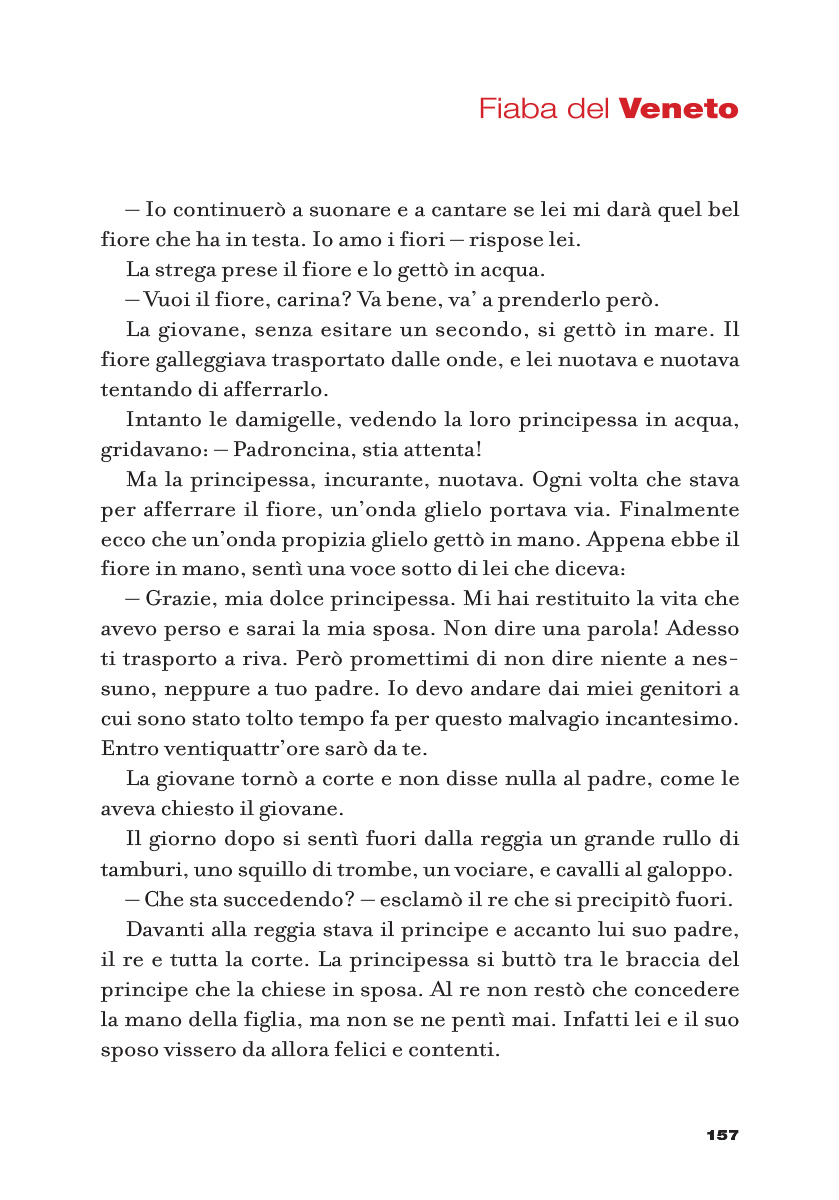 Fiaba del Veneto
– Io continuerò a suonare e a cantare se lei mi darà quel bel
fiore che ha in testa. Io amo i fiori – rispose lei.
La strega prese il fiore e lo gettò in acqua.
– Vuoi il fiore, carina? Va bene, va’ a prenderlo però.
La giovane, senza esitare un secondo, si gettò in mare. Il
fiore galleggiava trasportato dalle onde, e lei nuotava e nuotava
tentando di afferrarlo.
Intanto le damigelle, vedendo la loro principessa in acqua,
gridavano: – Padroncina, stia attenta!
Ma la principessa, incurante, nuotava. Ogni volta che stava
per afferrare il fiore, un’onda glielo portava via. Finalmente
ecco che un’onda propizia glielo gettò in mano. Appena ebbe il
fiore in mano, sentì una voce sotto di lei che diceva:
– Grazie, mia dolce principessa. Mi hai restituito la vita che
avevo perso e sarai la mia sposa. Non dire una parola! Adesso
ti trasporto a riva. Però promettimi di non dire niente a nes-
suno, neppure a tuo padre. Io devo andare dai miei genitori a
cui sono stato tolto tempo fa per questo malvagio incantesimo.
Entro ventiquattr’ore sarò da te.
La giovane tornò a corte e non disse nulla al padre, come le
aveva chiesto il giovane.
Il giorno dopo si sentì fuori dalla reggia un grande rullo di
tamburi, uno squillo di trombe, un vociare, e cavalli al galoppo.
– Che sta succedendo? – esclamò il re che si precipitò fuori.
Davanti alla reggia stava il principe e accanto lui suo padre,
il re e tutta la corte. La principessa si buttò tra le braccia del
principe che la chiese in sposa. Al re non restò che concedere
la mano della figlia, ma non se ne pentì mai. Infatti lei e il suo
sposo vissero da allora felici e contenti.
157